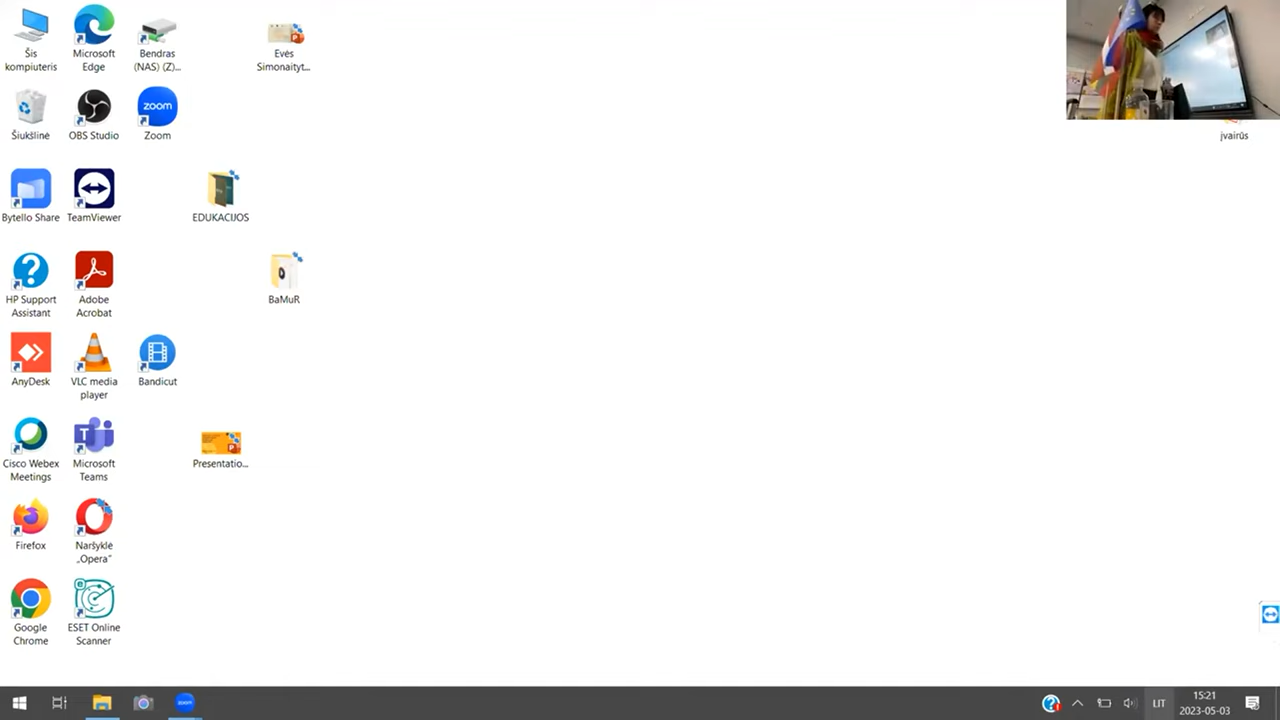 Šis
kompiuteris
Microsoft
Edge
Bendras
(NAS) (Z)...
Evės
Simonaityt...
Šiukšlinė
OBS Studio
zoom
Zoom
įvairūs
Bytello Share
TeamViewer
EDUKACIJOS
HP Support
Assistant
Adobe
Acrobat
BaMuR
AnyDesk
VLC media
player
Bandicut
Cisco Webex
Meetings
Microsoft
Teams
Presentatio...
Firefox
Naršyklė
„Opera“
Google
Chrome
ESET Online
Scanner
zoom
LIT
15:21
2023-05-03